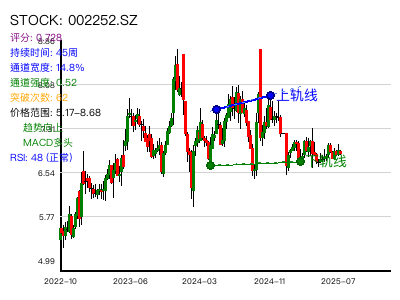 STOCK: 002252.SZ
评分: 0.728
持续时间: 45周
通道宽度: 14.8%
通道强度: 0.52
突破次数: 62
价格范围: 5.17–8.68
趋势向上
MACD多头
RSI: 48 (正常)
上轨线
轨线
6.54
5.77
4.99
2022–10
2023–06
2024–03
2024–11
2025–07